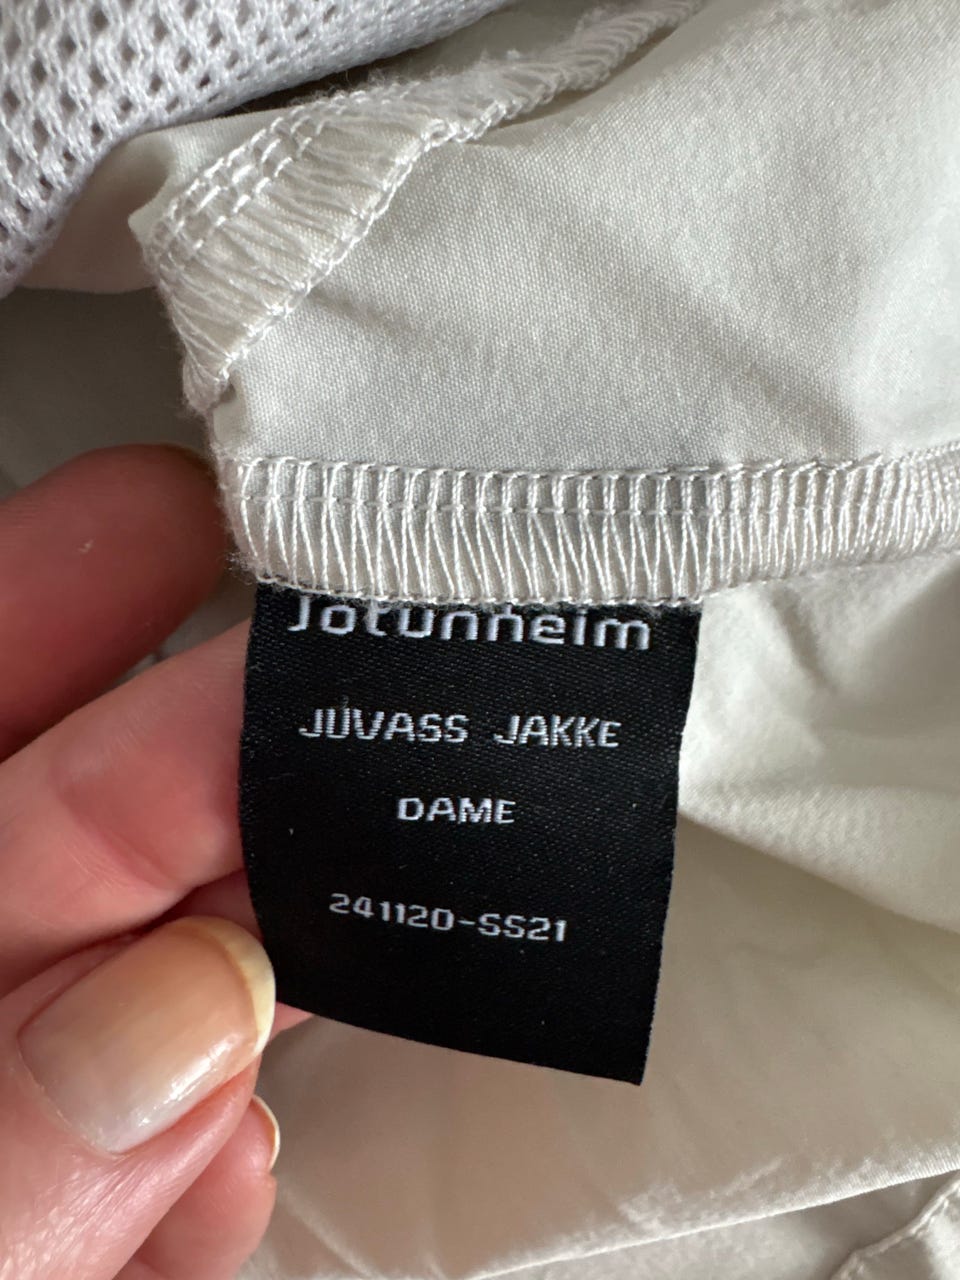 Jotunheim
JUVASS JAKKE
DAME
241120-SS21